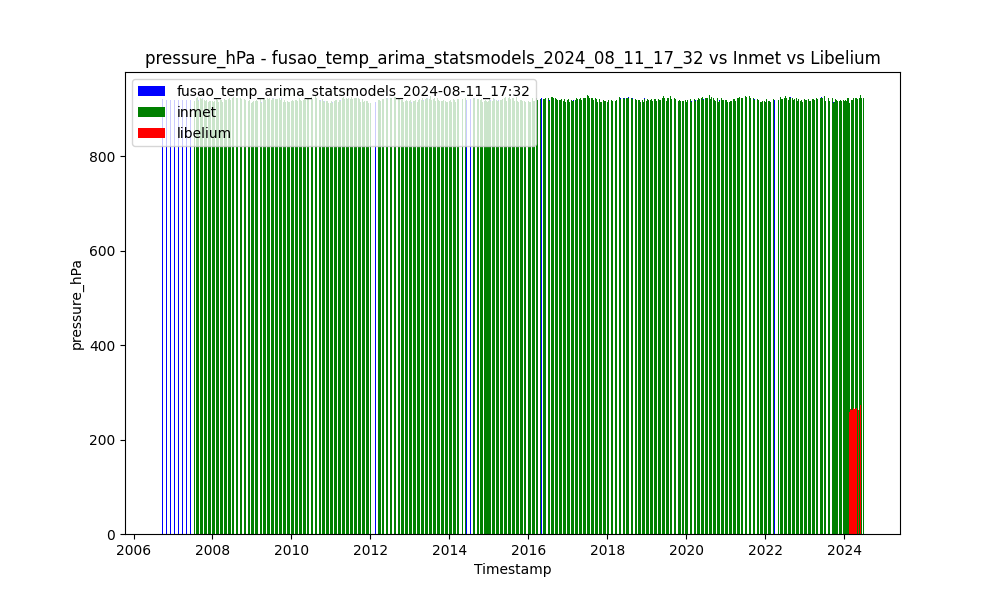 pressure_hPa - fusao_temp_arima_statsmodels_2024_08_11_17_32 vs Inmet vs Libelium
fusao_temp_arima_statsmodels_2024-08-11_17:32
inmet
libelium
pressure_hPa
800
600
400
200
0
2006 2008 2010 2012 2014 2016 2018 2020 2022 2024
Timestamp